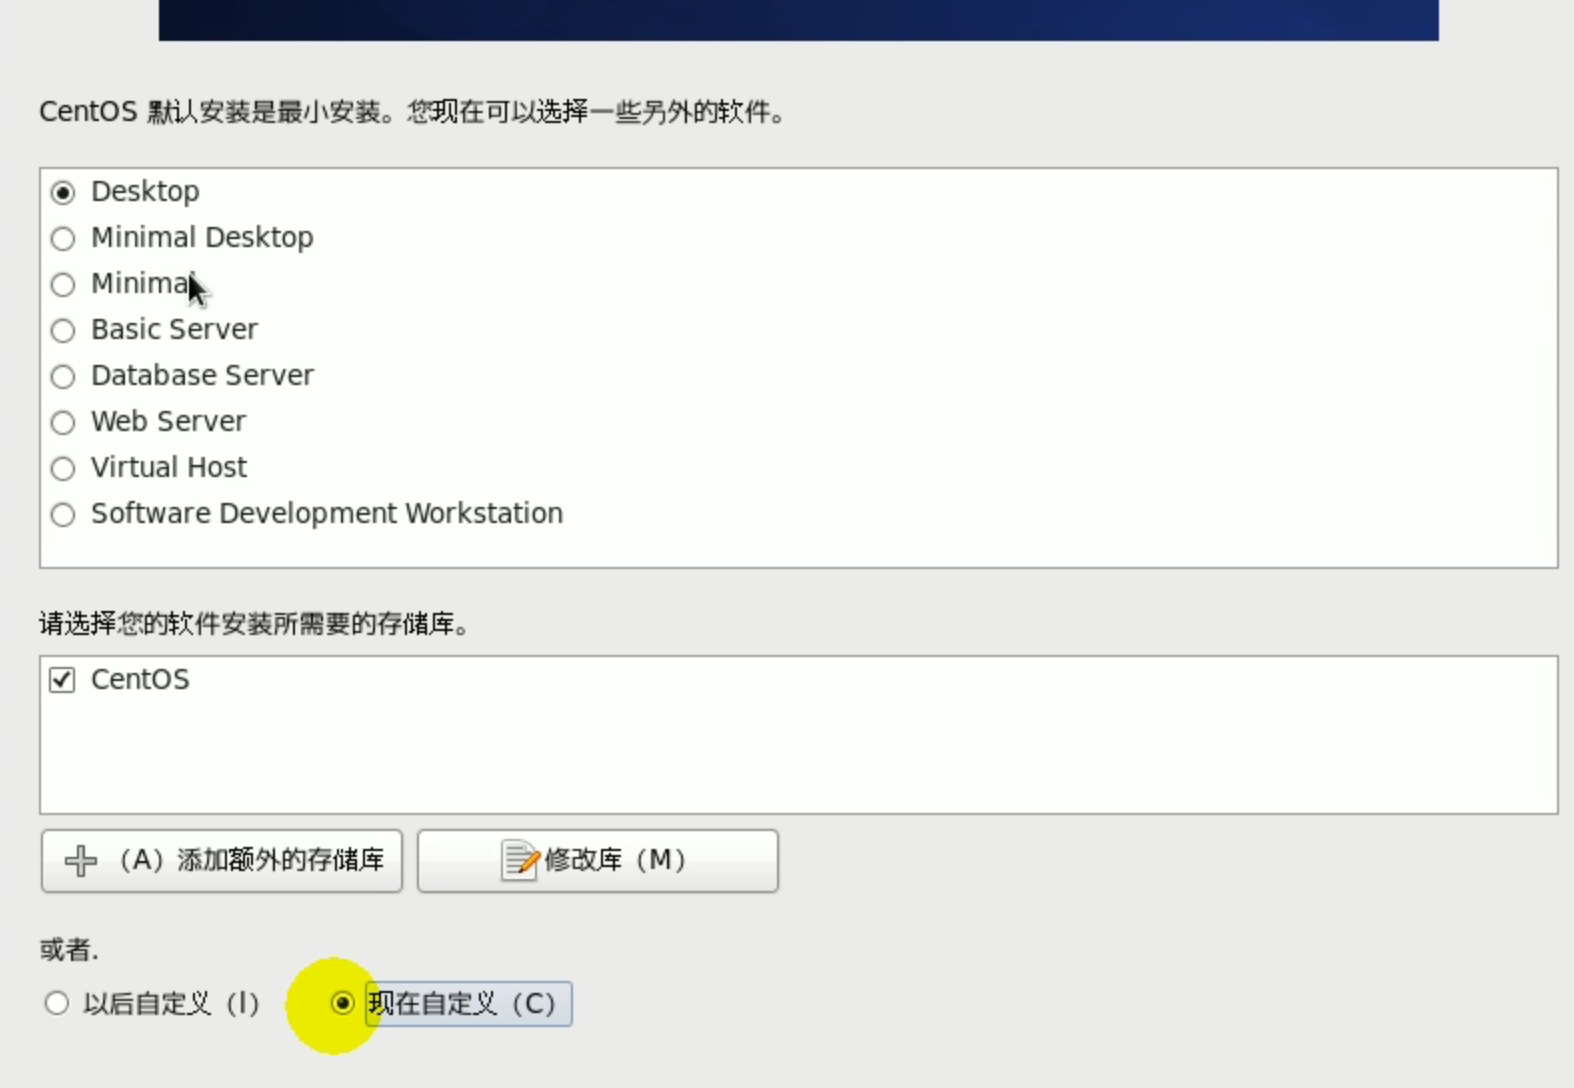 CentOS 默认安装是最小安装。您现在可以选择一些另外的软件。
Desktop
Minimal Desktop
Minimal
Basic Server
Database Server
Web Server
Virtual Host
Software Development Workstation
请选择您的软件安装所需要的存储库。
CentOS
（A）添加额外的存储库 修改库（M）
或者.
以后自定义（l） 现在自定义（C）